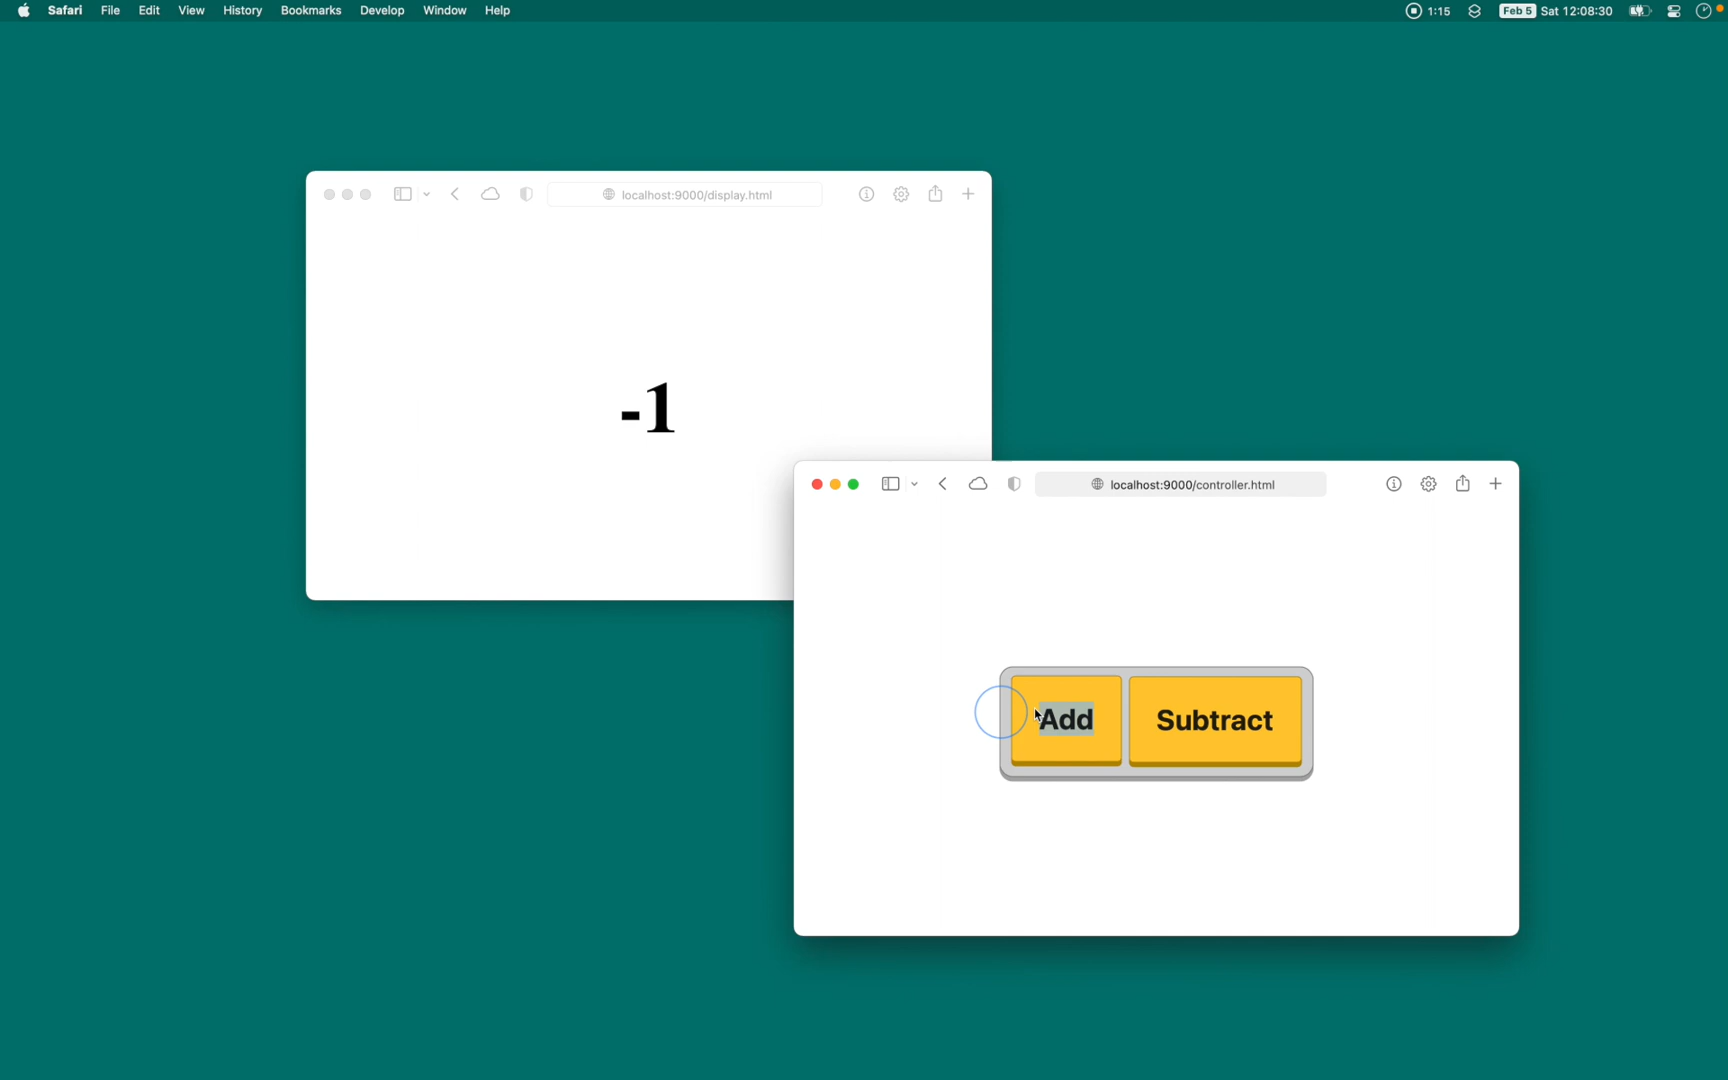 Safari File Edit View History Bookmarks Develop Window Help 1:15 Feb 5 Sat 12:08:30
localhost:9000/display.html
-1
localhost:9000/controller.html
Add Subtract